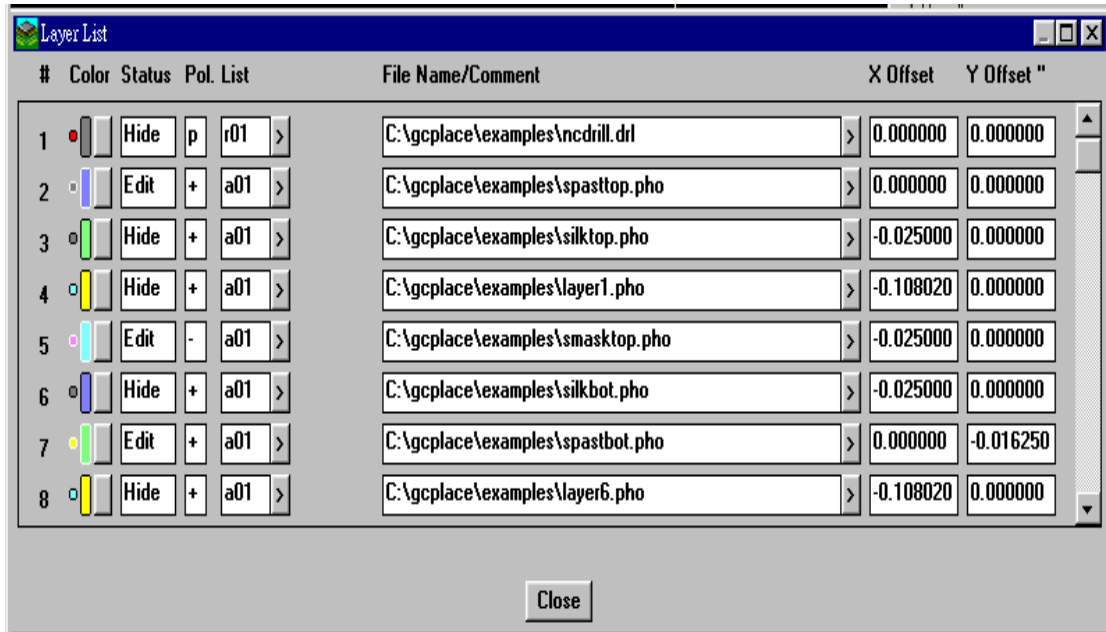 Layer List
# Color Status Pol. List File Name/Comment X Offset Y Offset "
1 Hide p r01 > C:\gcplace\examples\ncdrill.drl > 0.000000 0.000000
2 Edit + a01 > C:\gcplace\examples\spasttop.pho > 0.000000 0.000000
3 Hide + a01 > C:\gcplace\examples\silktop.pho > -0.025000 0.000000
4 Hide + a01 > C:\gcplace\examples\layer1.pho > -0.108020 0.000000
5 Edit - a01 > C:\gcplace\examples\smasktop.pho > -0.025000 0.000000
6 Hide + a01 > C:\gcplace\examples\silkbot.pho > -0.025000 0.000000
7 Edit + a01 > C:\gcplace\examples\spastbot.pho > 0.000000 -0.016250
8 Hide + a01 > C:\gcplace\examples\layer6.pho > -0.108020 0.000000
Close